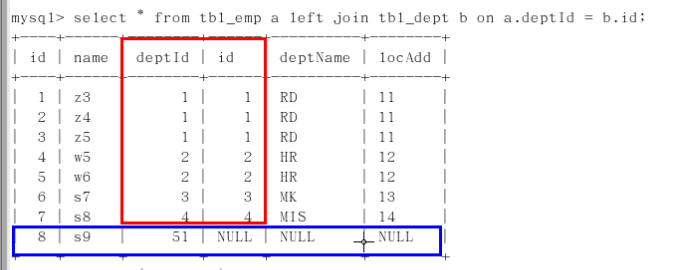 mysql> select * from tbl_emp a left join tbl_dept b on a.deptId = b.id;
| id | name | deptId | id | deptName | locAdd |
| 1 | z3 | 1 | 1 | RD | 11 |
| 2 | z4 | 1 | 1 | RD | 11 |
| 3 | z5 | 1 | 1 | RD | 11 |
| 4 | w5 | 2 | 2 | HR | 12 |
| 5 | w6 | 2 | 2 | HR | 12 |
| 6 | s7 | 3 | 3 | MK | 13 |
| 7 | s8 | 4 | 4 | MIS | 14 |
| 8 | s9 | 51 | NULL | NULL | NULL |